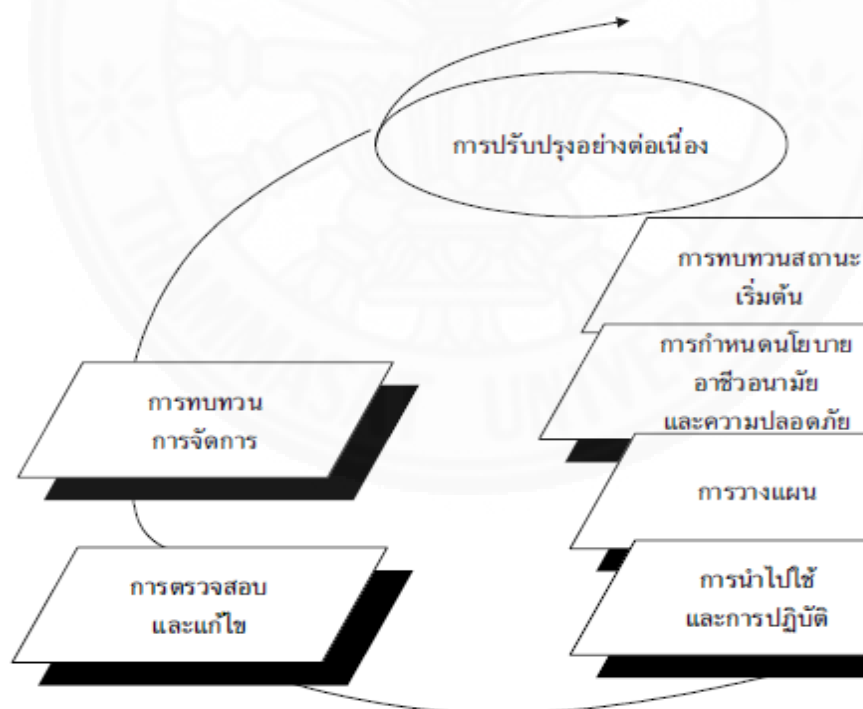 การปรับปรุงอย่างต่อเนื่อง
การทบทวนสถานะ
เริ่มต้น
การกำหนดนโยบาย
อาชีวอนามัย
และความปลอดภัย
การวางแผน
การนำไปใช้
และการปฏิบัติ
การตรวจสอบ
และแก้ไข
การทบทวน
การจัดการ